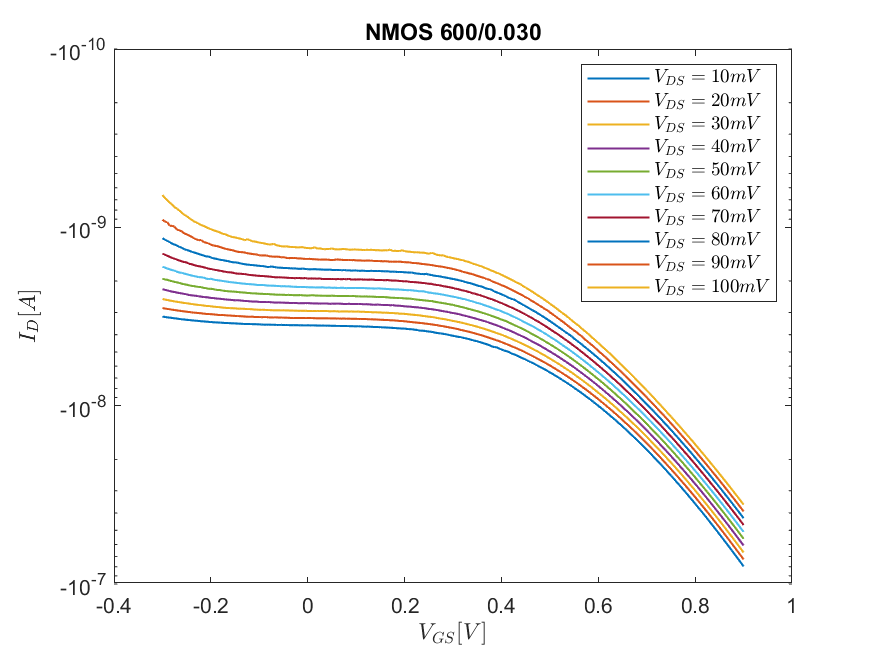 NMOS 600/0.030
-10^-10
-10^-9
-10^-8
-10^-7
I_D[A]
V_DS = 10mV
V_DS = 20mV
V_DS = 30mV
V_DS = 40mV
V_DS = 50mV
V_DS = 60mV
V_DS = 70mV
V_DS = 80mV
V_DS = 90mV
V_DS = 100mV
-0.4 -0.2 0 0.2 0.4 0.6 0.8 1
V_GS[V]